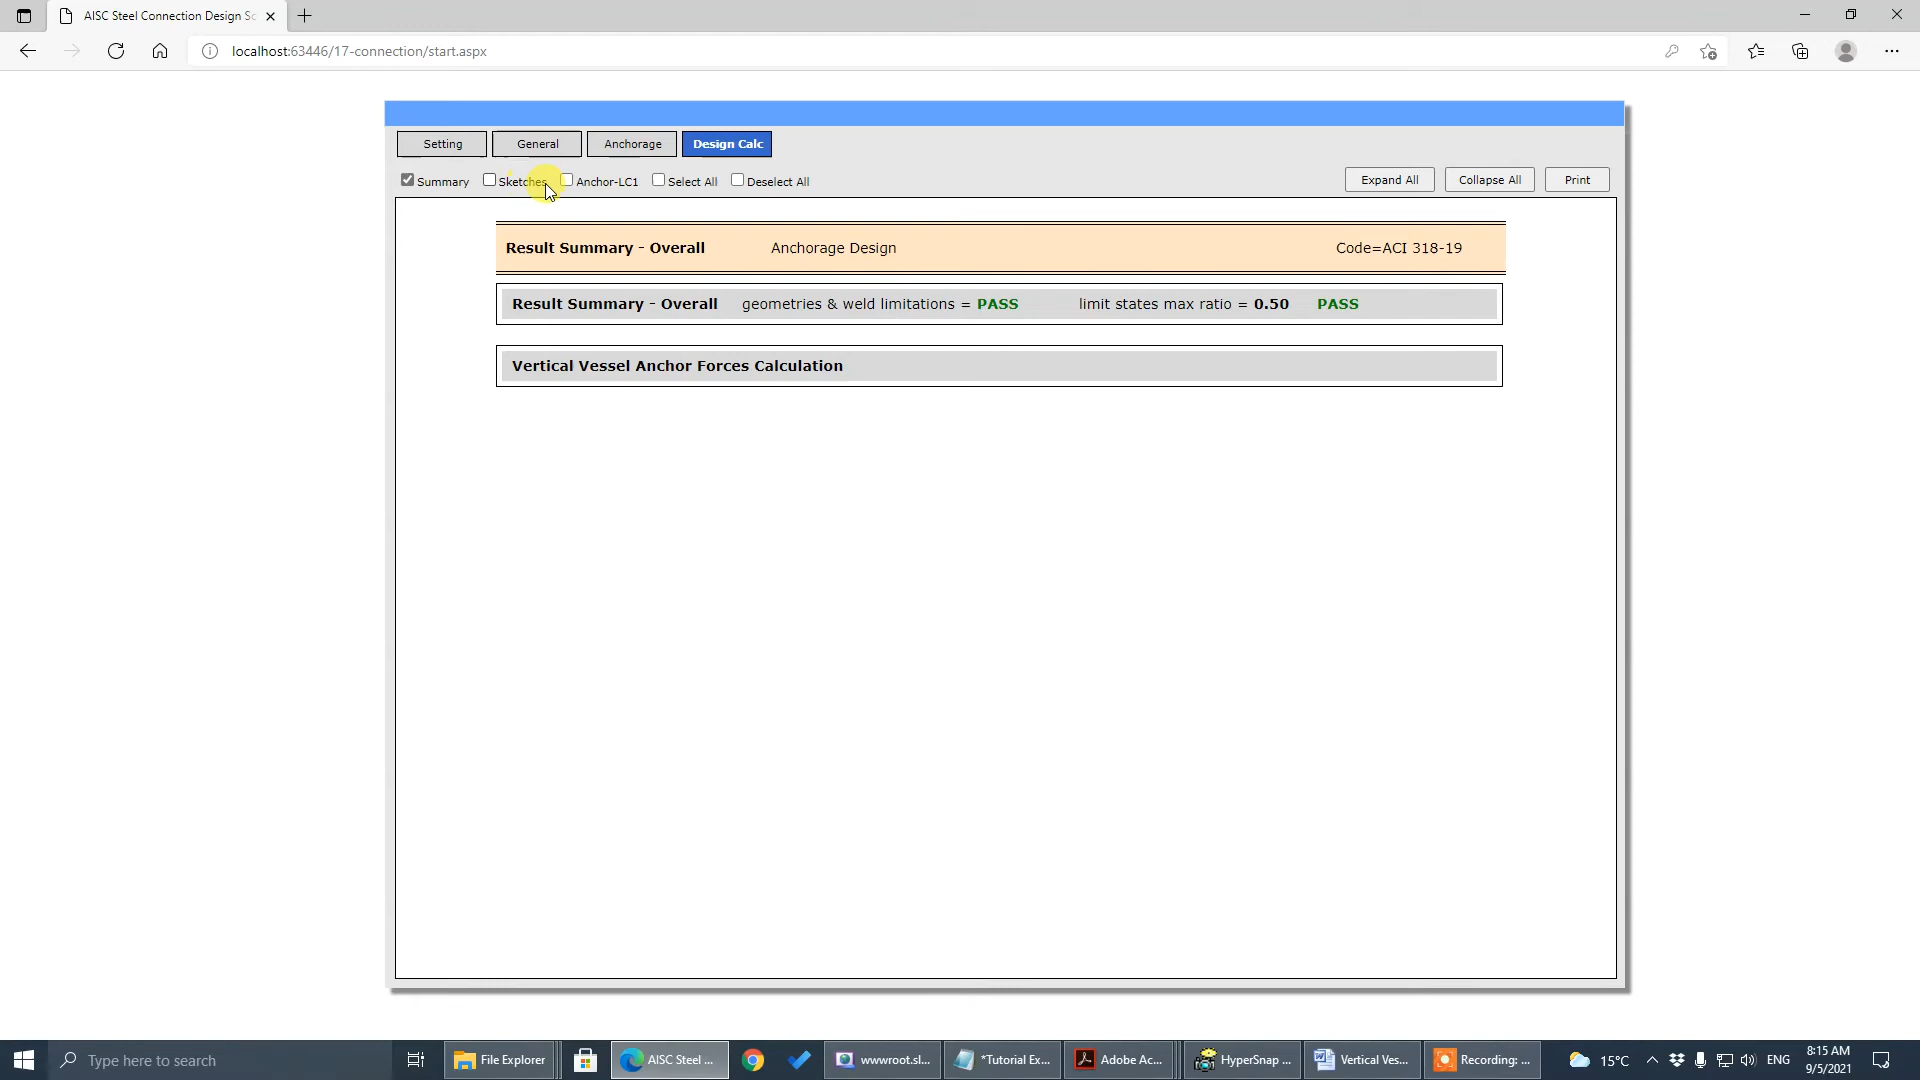 AISC Steel Connection Design Sc
localhost:63446/17-connection/start.aspx
Setting General Anchorage Design Calc
Summary Sketches Anchor-LC1 Select All Deselect All Expand All Collapse All Print
Result Summary - Overall Anchorage Design Code=ACI 318-19
Result Summary - Overall geometries & weld limitations = PASS limit states max ratio = 0.50 PASS
Vertical Vessel Anchor Forces Calculation
Type here to search File Explorer AISC Steel ... wwwroot.sl... *Tutorial Ex... Adobe Ac... HyperSnap ... Vertical Ves... Recording: ... 15°C ENG 8:15 AM
9/5/2021